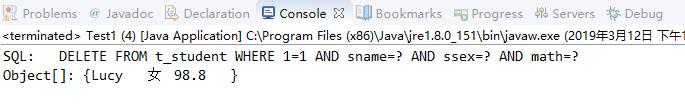 Problems @ Javadoc Declaration Console Bookmarks Progress Servers Debug
<terminated> Test1 (4) [Java Application] C:\Program Files (x86)\Java\jre1.8.0_151\bin\javaw.exe (2019年3月12日 下午1
SQL: DELETE FROM t_student WHERE 1=1 AND sname=? AND ssex=? AND math=?
Object[]: {Lucy 女 98.8 }